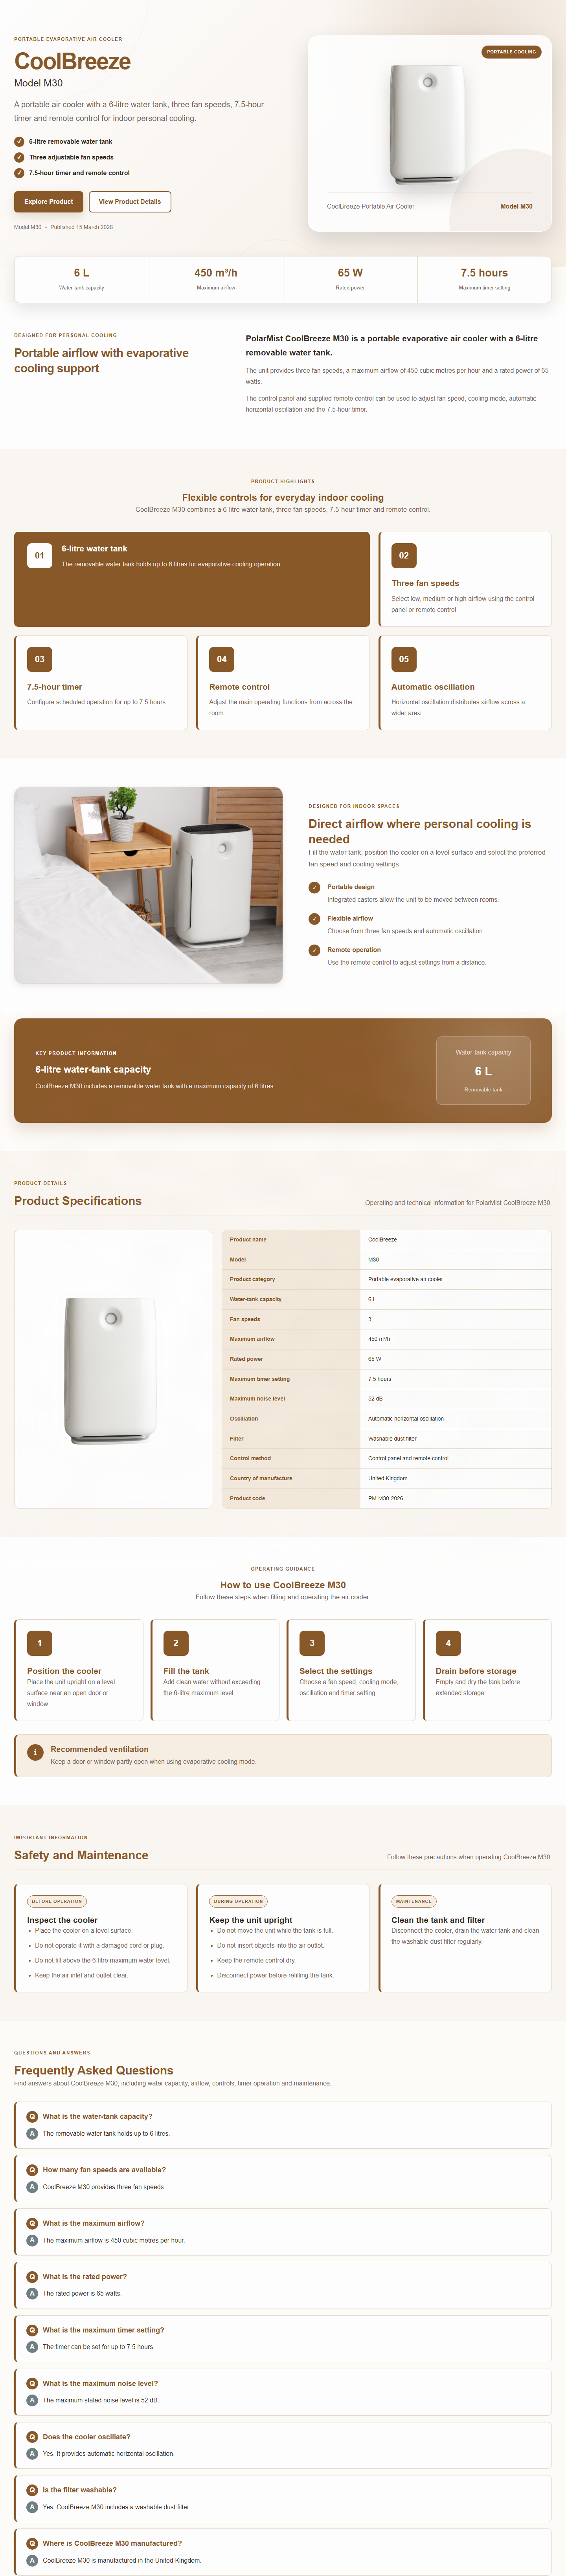 PORTABLE EVAPORATIVE AIR COOLER
CoolBreeze
Model M30
A portable air cooler with a 6-litre water tank, three fan speeds, 7.5-hour
timer and remote control for indoor personal cooling.
✓ 6-litre removable water tank
✓ Three adjustable fan speeds
✓ 7.5-hour timer and remote control
Explore Product
View Product Details
Model M30 • Published 15 March 2026
PORTABLE COOLING
CoolBreeze Portable Air Cooler
Model M30
6 L
Water-tank capacity
450 m³/h
Maximum airflow
65 W
Rated power
7.5 hours
Maximum timer setting
DESIGNED FOR PERSONAL COOLING
Portable airflow with evaporative
cooling support
PolarMist CoolBreeze M30 is a portable evaporative air cooler with a 6-litre
removable water tank.
The unit provides three fan speeds, a maximum airflow of 450 cubic metres per hour and a rated power of 65
watts.
The control panel and supplied remote control can be used to adjust fan speed, cooling mode, automatic
horizontal oscillation and the 7.5-hour timer.
PRODUCT HIGHLIGHTS
Flexible controls for everyday indoor cooling
CoolBreeze M30 combines a 6-litre water tank, three fan speeds, 7.5-hour timer and remote control.
01
6-litre water tank
The removable water tank holds up to 6 litres for evaporative cooling operation.
02
Three fan speeds
Select low, medium or high airflow using the control
panel or remote control.
03
7.5-hour timer
Configure scheduled operation for up to 7.5 hours.
04
Remote control
Adjust the main operating functions from across the
room.
05
Automatic oscillation
Horizontal oscillation distributes airflow across a
wider area.
DESIGNED FOR INDOOR SPACES
Direct airflow where personal cooling is
needed
Fill the water tank, position the cooler on a level surface and select the preferred
fan speed and cooling settings.
✓ Portable design
Integrated castors allow the unit to be moved between rooms.
✓ Flexible airflow
Choose from three fan speeds and automatic oscillation.
✓ Remote operation
Use the remote control to adjust settings from a distance.
KEY PRODUCT INFORMATION
6-litre water-tank capacity
CoolBreeze M30 includes a removable water tank with a maximum capacity of 6 litres.
Water-tank capacity
6 L
Removable tank
PRODUCT DETAILS
Product Specifications
Operating and technical information for PolarMist CoolBreeze M30.
Product name CoolBreeze
Model M30
Product category Portable evaporative air cooler
Water-tank capacity 6 L
Fan speeds 3
Maximum airflow 450 m³/h
Rated power 65 W
Maximum timer setting 7.5 hours
Maximum noise level 52 dB
Oscillation Automatic horizontal oscillation
Filter Washable dust filter
Control method Control panel and remote control
Country of manufacture United Kingdom
Product code PM-M30-2026
OPERATING GUIDANCE
How to use CoolBreeze M30
Follow these steps when filling and operating the air cooler.
1
Position the cooler
Place the unit upright on a level
surface near an open door or
window.
2
Fill the tank
Add clean water without exceeding
the 6-litre maximum level.
3
Select the settings
Choose a fan speed, cooling mode,
oscillation and timer setting.
4
Drain before storage
Empty and dry the tank before
extended storage.
i
Recommended ventilation
Keep a door or window partly open when using evaporative cooling mode.
IMPORTANT INFORMATION
Safety and Maintenance
Follow these precautions when operating CoolBreeze M30.
BEFORE OPERATION
Inspect the cooler
• Place the cooler on a level surface.
• Do not operate it with a damaged cord or plug.
• Do not fill above the 6-litre maximum water level.
• Keep the air inlet and outlet clear.
DURING OPERATION
Keep the unit upright
• Do not move the unit while the tank is full.
• Do not insert objects into the air outlet.
• Keep the remote control dry.
• Disconnect power before refilling the tank.
MAINTENANCE
Clean the tank and filter
Disconnect the cooler, drain the water tank and clean
the washable dust filter regularly.
QUESTIONS AND ANSWERS
Frequently Asked Questions
Find answers about CoolBreeze M30, including water capacity, airflow, controls, timer operation and maintenance.
Q What is the water-tank capacity?
A The removable water tank holds up to 6 litres.
Q How many fan speeds are available?
A CoolBreeze M30 provides three fan speeds.
Q What is the maximum airflow?
A The maximum airflow is 450 cubic metres per hour.
Q What is the rated power?
A The rated power is 65 watts.
Q What is the maximum timer setting?
A The timer can be set for up to 7.5 hours.
Q What is the maximum noise level?
A The maximum stated noise level is 52 dB.
Q Does the cooler oscillate?
A Yes. It provides automatic horizontal oscillation.
Q Is the filter washable?
A Yes. CoolBreeze M30 includes a washable dust filter.
Q Where is CoolBreeze M30 manufactured?
A CoolBreeze M30 is manufactured in the United Kingdom.